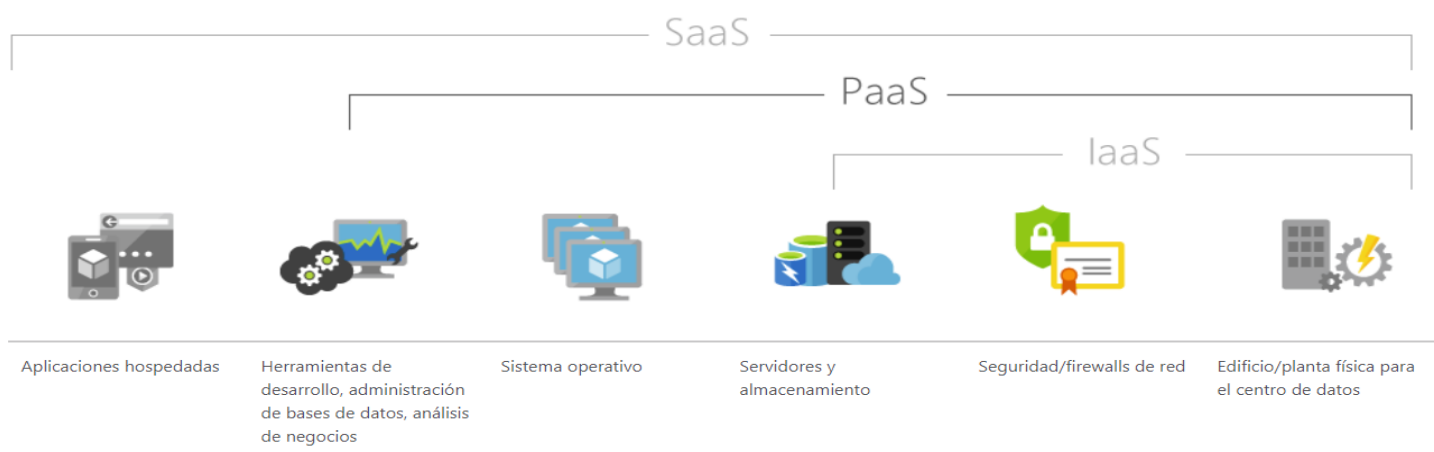 SaaS
PaaS
IaaS
Aplicaciones hospedadas
Herramientas de
desarrollo, administración
de bases de datos, análisis
de negocios
Sistema operativo
Servidores y
almacenamiento
Seguridad/firewalls de red
Edificio/planta física para
el centro de datos